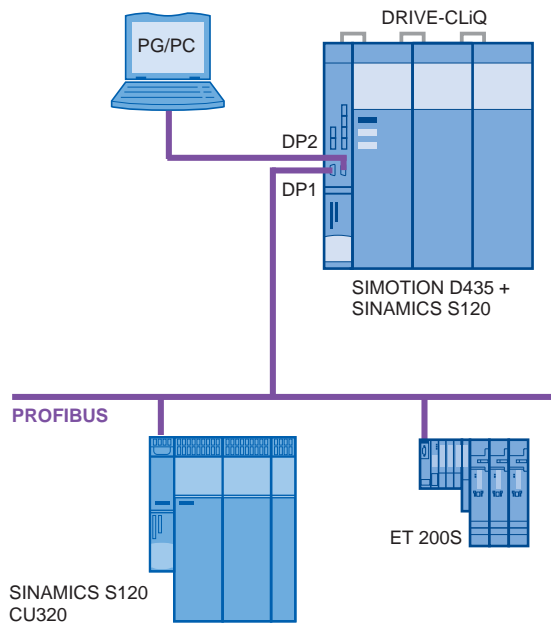 DRIVE-CLiQ
PG/PC
DP2
DP1
SIMOTION D435 +
SINAMICS S120
PROFIBUS
ET 200S
SINAMICS S120
CU320